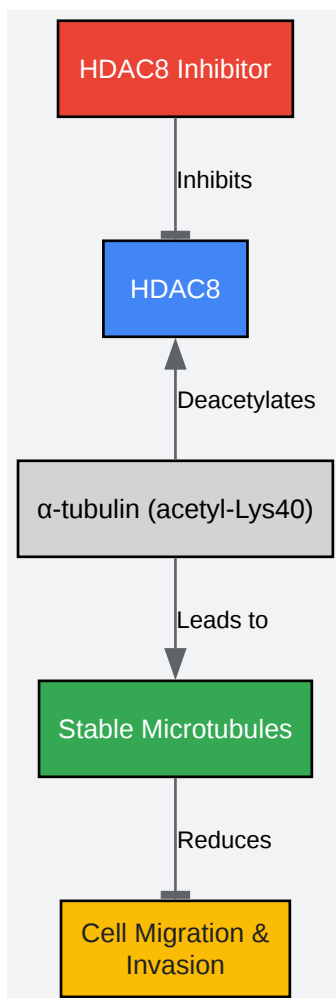 HDAC8 Inhibitor
Inhibits
HDAC8
Deacetylates
α-tubulin (acetyl-Lys40)
Leads to
Stable Microtubules
Reduces
Cell Migration &
Invasion